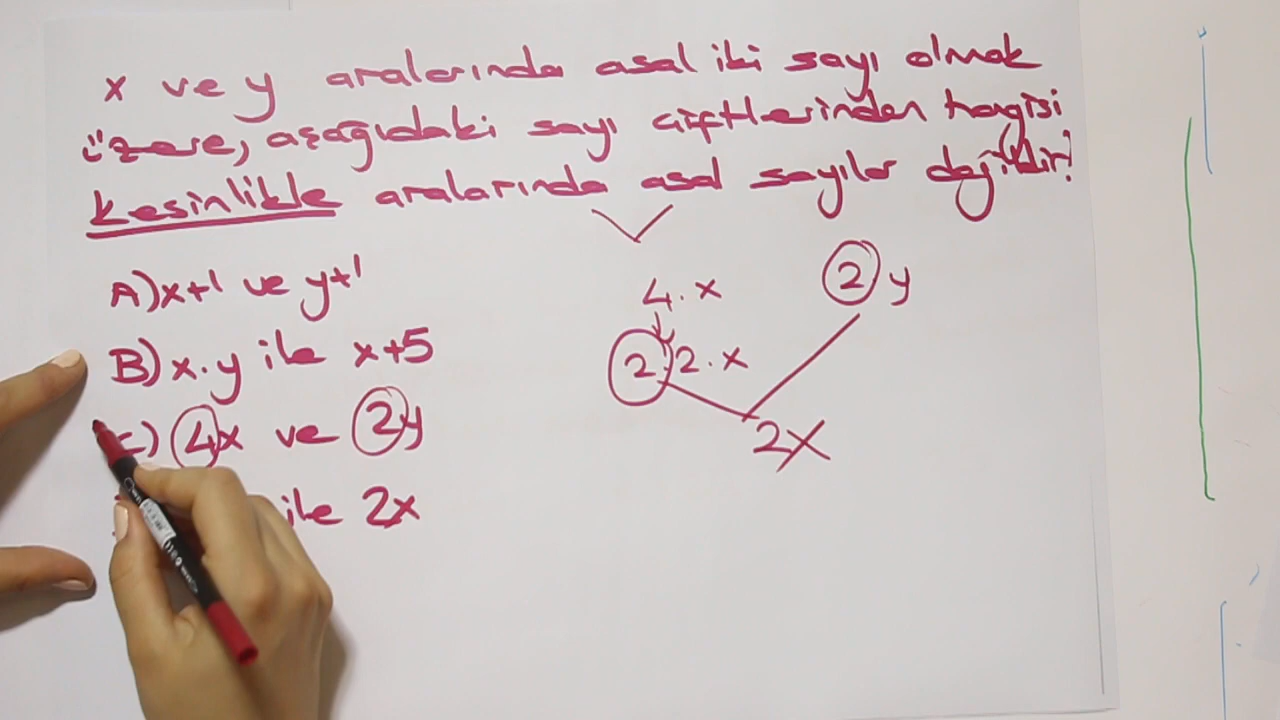 x ve y aralarında asal iki sayı olmak
üzere, aşağıdaki sayı çiftlerinden hangisi
kesinlikle aralarında asal sayılar değildir?
A) x+1 ve y+1
B) x.y ile x+5
C) 4x ve 2y
ile 2x
4.x 2y
2.2.x
2X